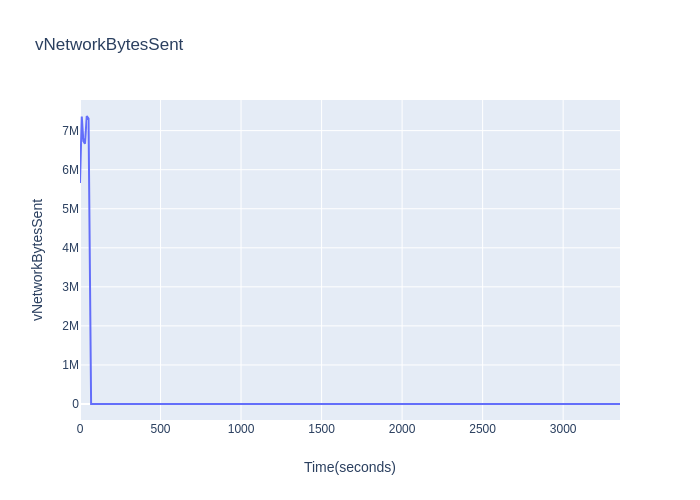 vNetworkBytesSent
vNetworkBytesSent
7M
6M
5M
4M
3M
2M
1M
0
0 500 1000 1500 2000 2500 3000
Time(seconds)